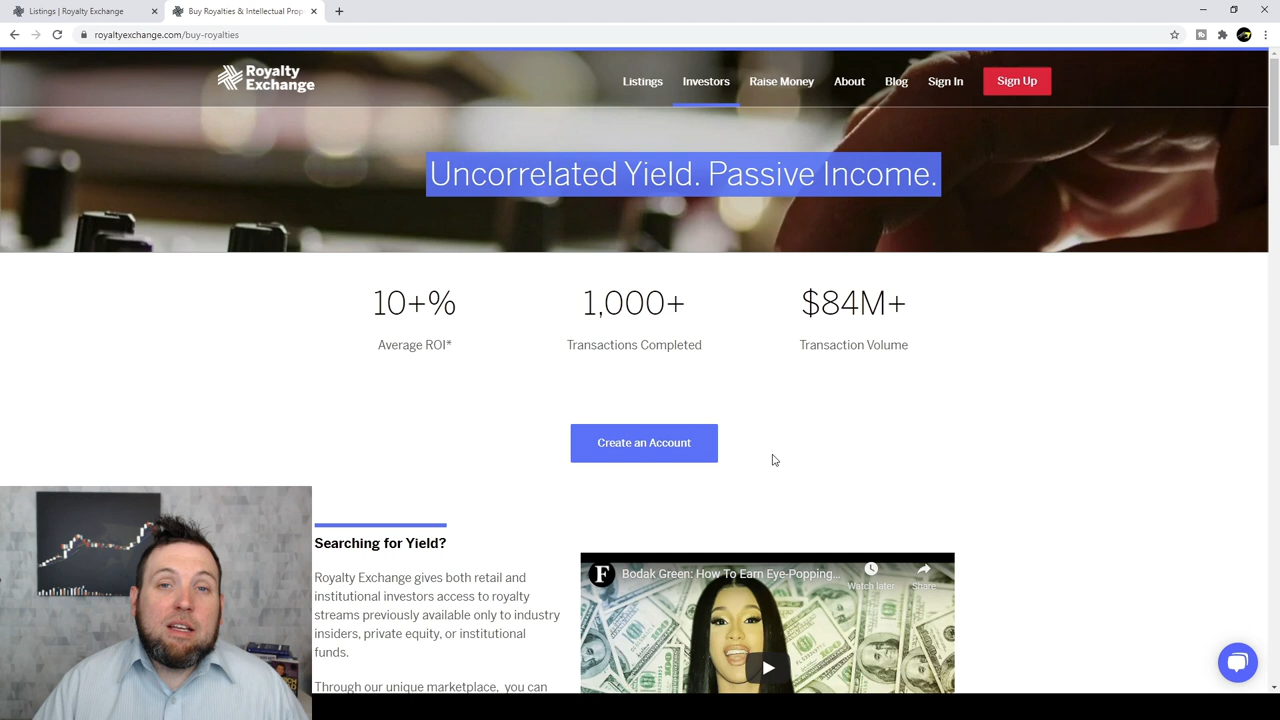 Listings | Royalty Exchange
Buy Royalties & Intellectual Prop
royaltyexchange.com/buy-royalties
Royalty
Exchange
Listings
Investors
Raise Money
About
Blog
Sign In
Sign Up
Uncorrelated Yield. Passive Income.
10+%
1,000+
$84M+
Average ROI*
Transactions Completed
Transaction Volume
Create an Account
Searching for Yield?
Royalty Exchange gives both retail and
institutional investors access to royalty
streams previously available only to industry
insiders, private equity, or institutional
funds.
Through our unique marketplace, you can
F
Bodak Green: How To Earn Eye-Popping...
Watch later
Share